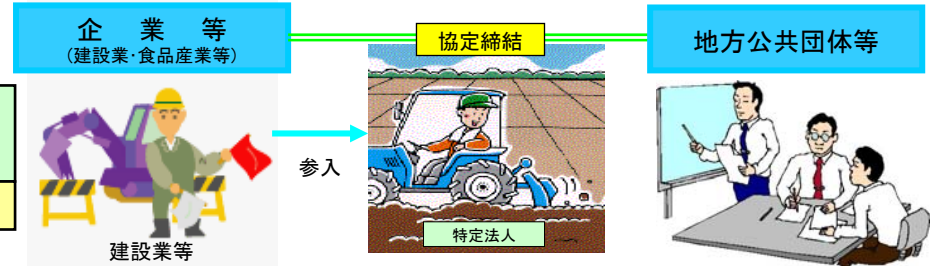 企 業 等
(建設業・食品産業等)
協定締結
地方公共団体等
参入
特定法人
建設業等